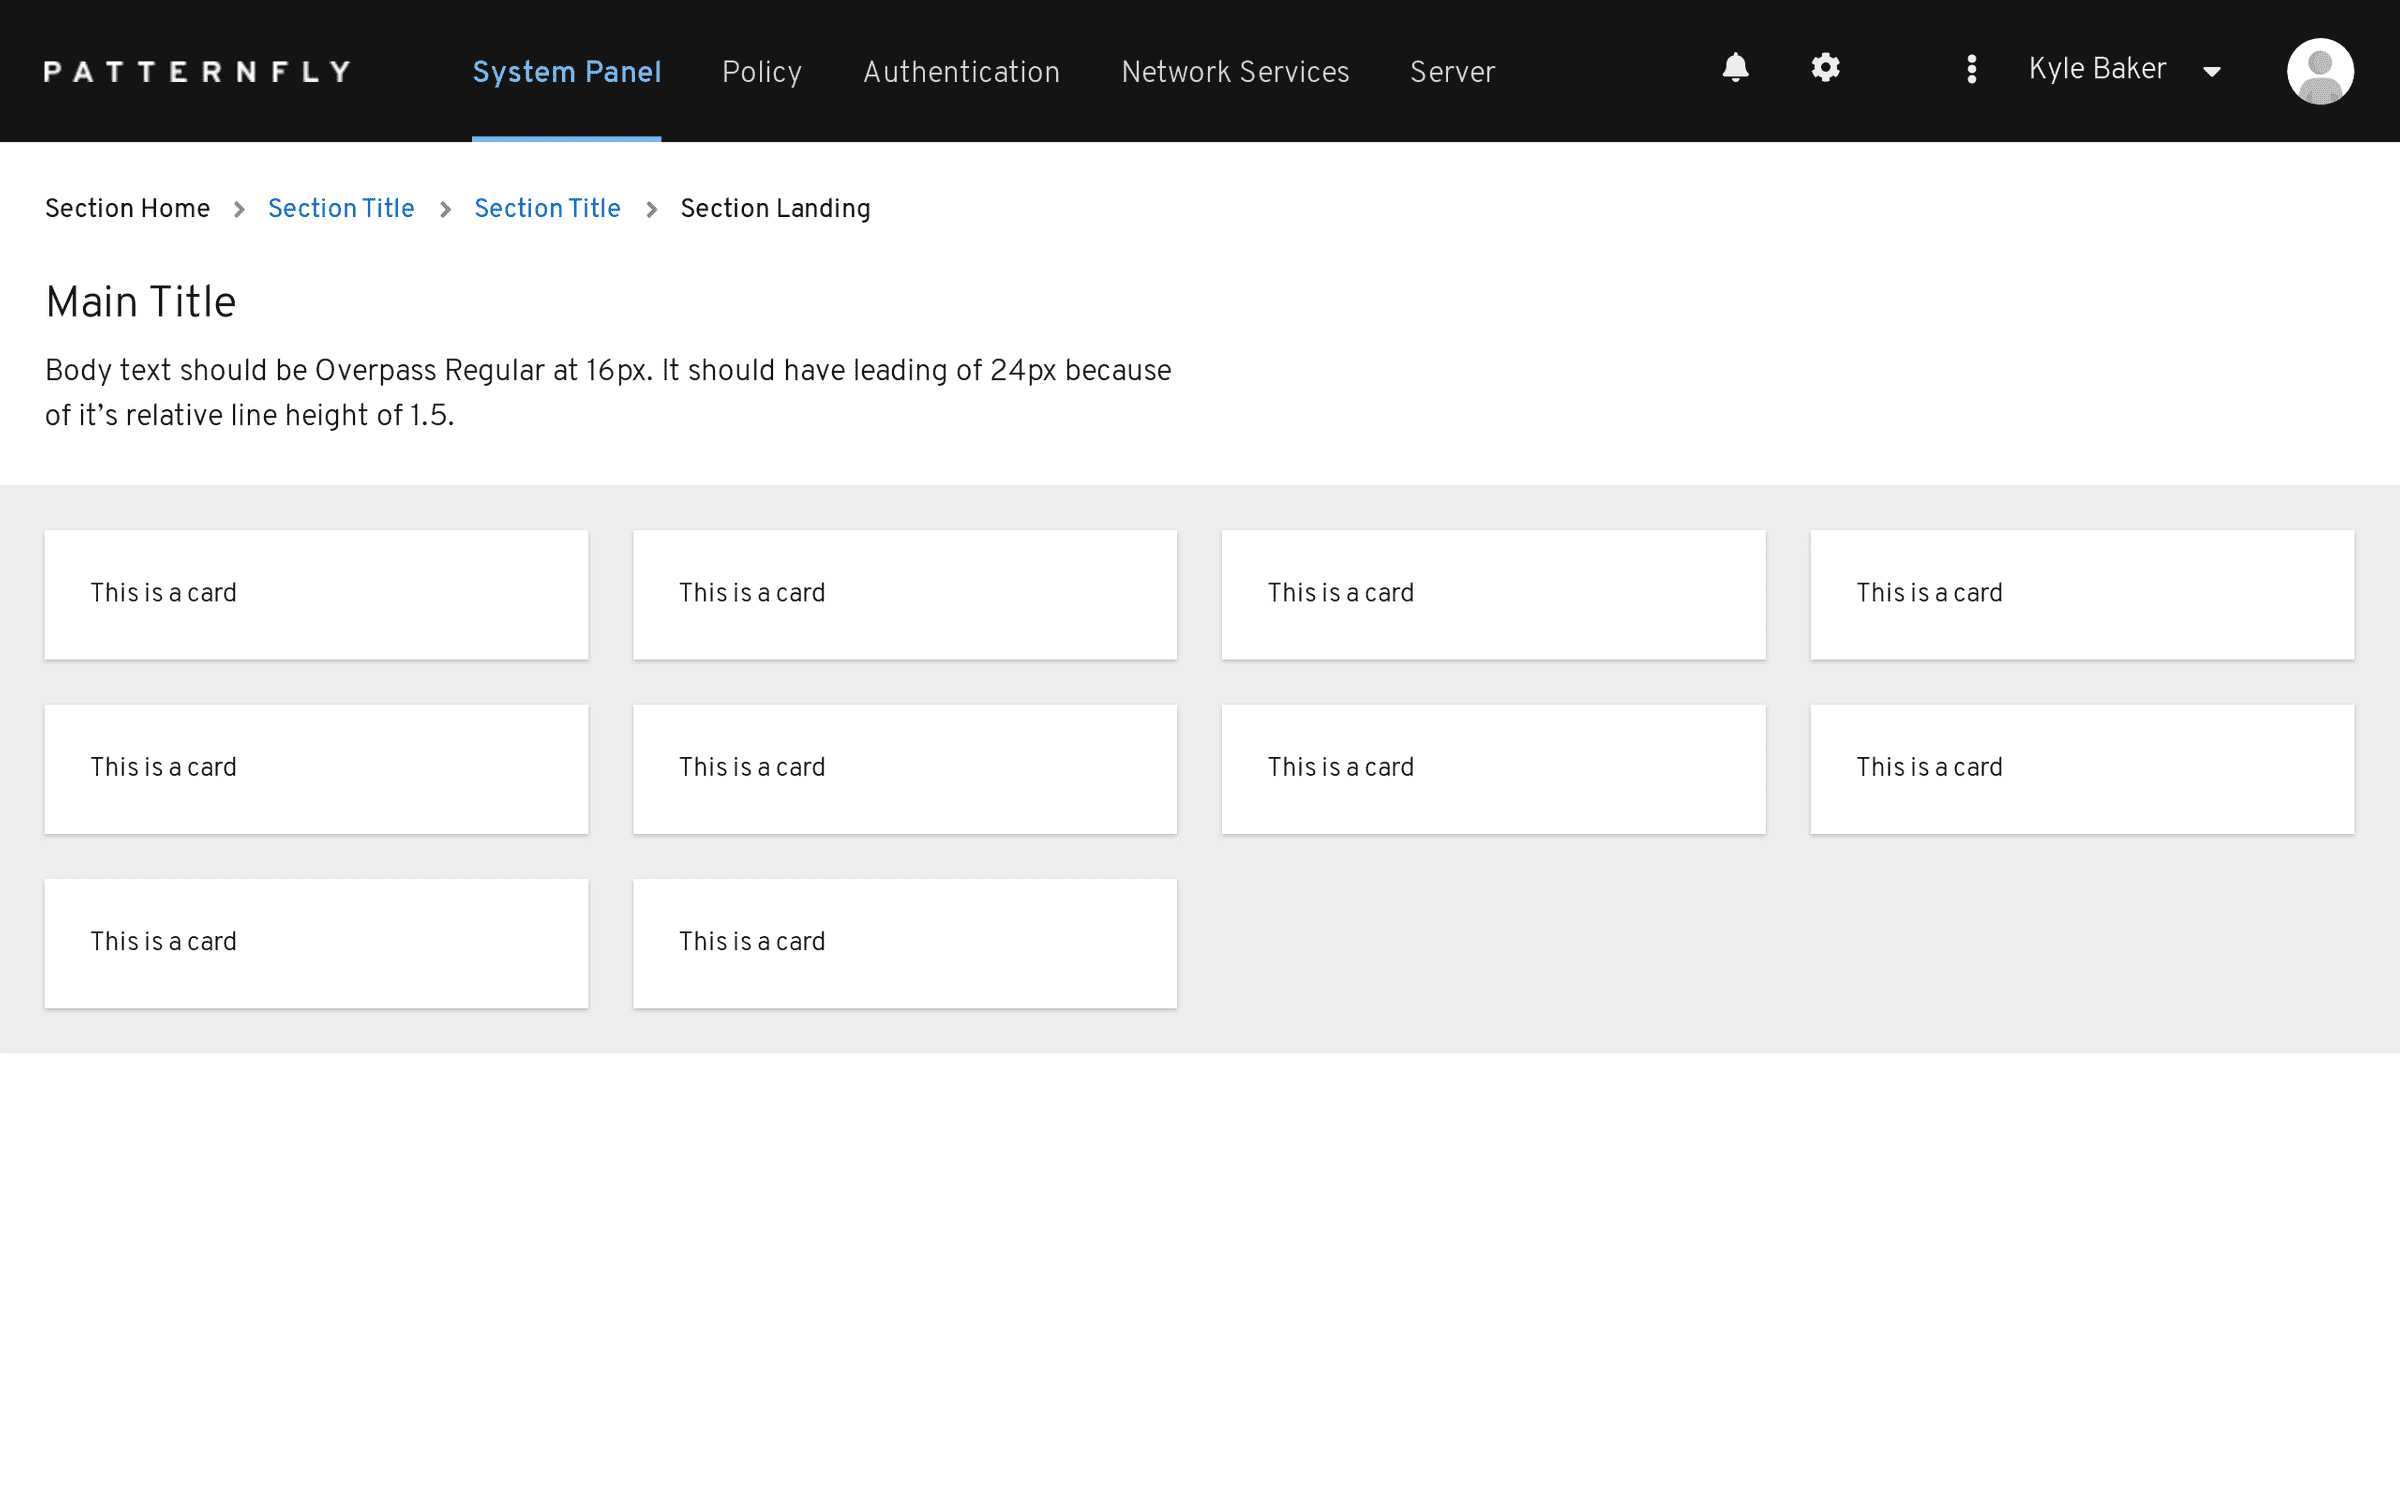 PATTERNFLY
System Panel
Policy
Authentication
Network Services
Server
Kyle Baker
Section Home
Section Title
Section Title
Section Landing
Main Title
Body text should be Overpass Regular at 16px. It should have leading of 24px because
of it’s relative line height of 1.5.
This is a card
This is a card
This is a card
This is a card
This is a card
This is a card
This is a card
This is a card
This is a card
This is a card